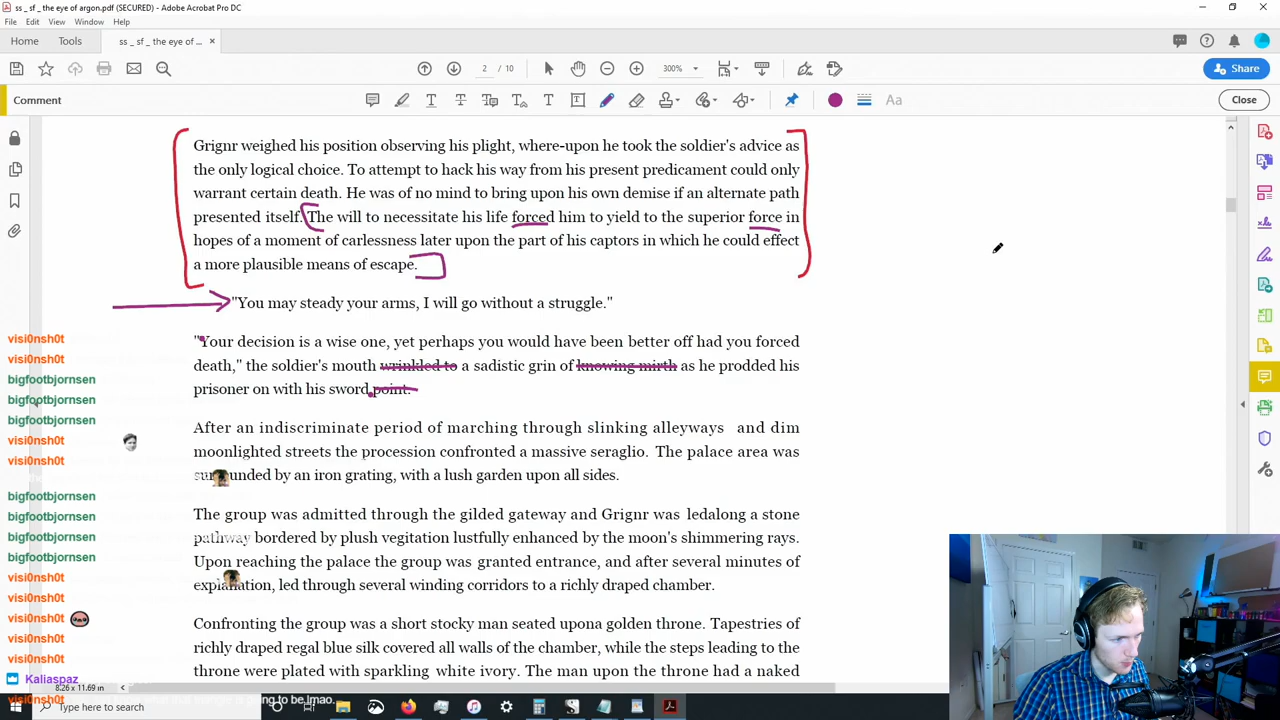 ss _ sf _ the eye of argon.pdf (SECURED) - Adobe Acrobat Pro DC
File Edit View Window Help
Home Tools ss _ sf _ the eye of ... ×
2 / 10 300% Share
Comment Aa Close
Grignr weighed his position observing his plight, where-upon he took the soldier's advice as
the only logical choice. To attempt to hack his way from his present predicament could only
warrant certain death. He was of no mind to bring upon his own demise if an alternate path
presented itself. The will to necessitate his life forced him to yield to the superior force in
hopes of a moment of carlessness later upon the part of his captors in which he could effect
a more plausible means of escape.
"You may steady your arms, I will go without a struggle."
"Your decision is a wise one, yet perhaps you would have been better off had you forced
death," the soldier's mouth wrinkled to a sadistic grin of knowing mirth as he prodded his
prisoner on with his sword point.
After an indiscriminate period of marching through slinking alleyways and dim
moonlighted streets the procession confronted a massive seraglio. The palace area was
surrounded by an iron grating, with a lush garden upon all sides.
The group was admitted through the gilded gateway and Grignr was ledalong a stone
pathway bordered by plush vegitation lustfully enhanced by the moon's shimmering rays.
Upon reaching the palace the group was granted entrance, and after several minutes of
explanation, led through several winding corridors to a richly draped chamber.
Confronting the group was a short stocky man seated upona golden throne. Tapestries of
richly draped regal blue silk covered all walls of the chamber, while the steps leading to the
throne were plated with sparkling white ivory. The man upon the throne had a naked
visi0nsh0t
visi0nsh0t
bigfootbjornsen
bigfootbjornsen
bigfootbjornsen
visi0nsh0t
visi0nsh0t
bigfootbjornsen
bigfootbjornsen
bigfootbjornsen
bigfootbjornsen
visi0nsh0t
visi0nsh0t
visi0nsh0t
visi0nsh0t
visi0nsh0t
Kaliaspaz
visi0nsh0t is going to be lmao.
8.26 x 11.69 in
Type here to search